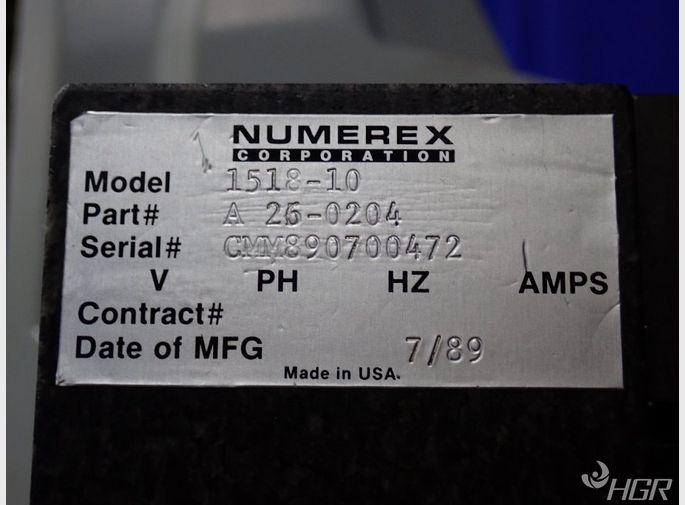 NUMEREX
CORPORATION
Model 1518-10
Part# A 26-0204
Serial# CMM890700472
V PH HZ AMPS
Contract#
Date of MFG 7/89
Made in USA.
HGR